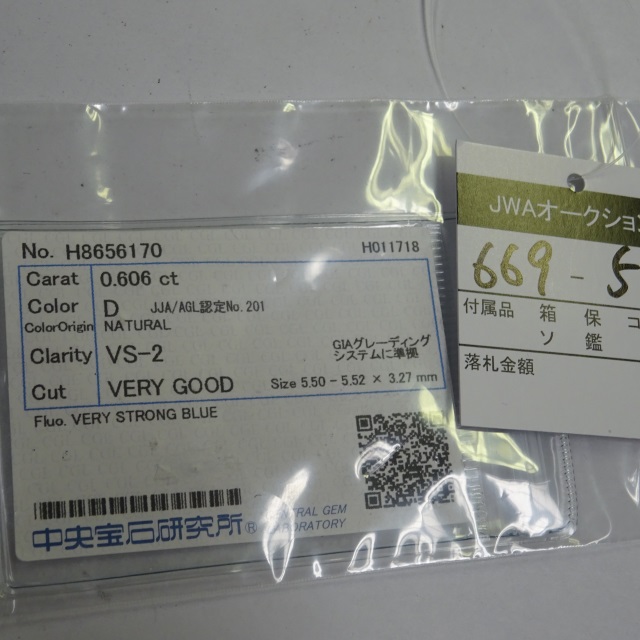 No. H8656170 H011718
Carat 0.606 ct
Color D JJA/AGL認定No.201
ColorOrigin NATURAL
Clarity VS-2 GIAグレーディング
システムに準拠
Cut VERY GOOD Size 5.50 - 5.52 × 3.27 mm
Fluo. VERY STRONG BLUE
中央宝石研究所® CENTRAL GEM
LABORATORY
JWAオークション
669 - 5
付属品 箱 保 コ
ソ 鑑
落札金額